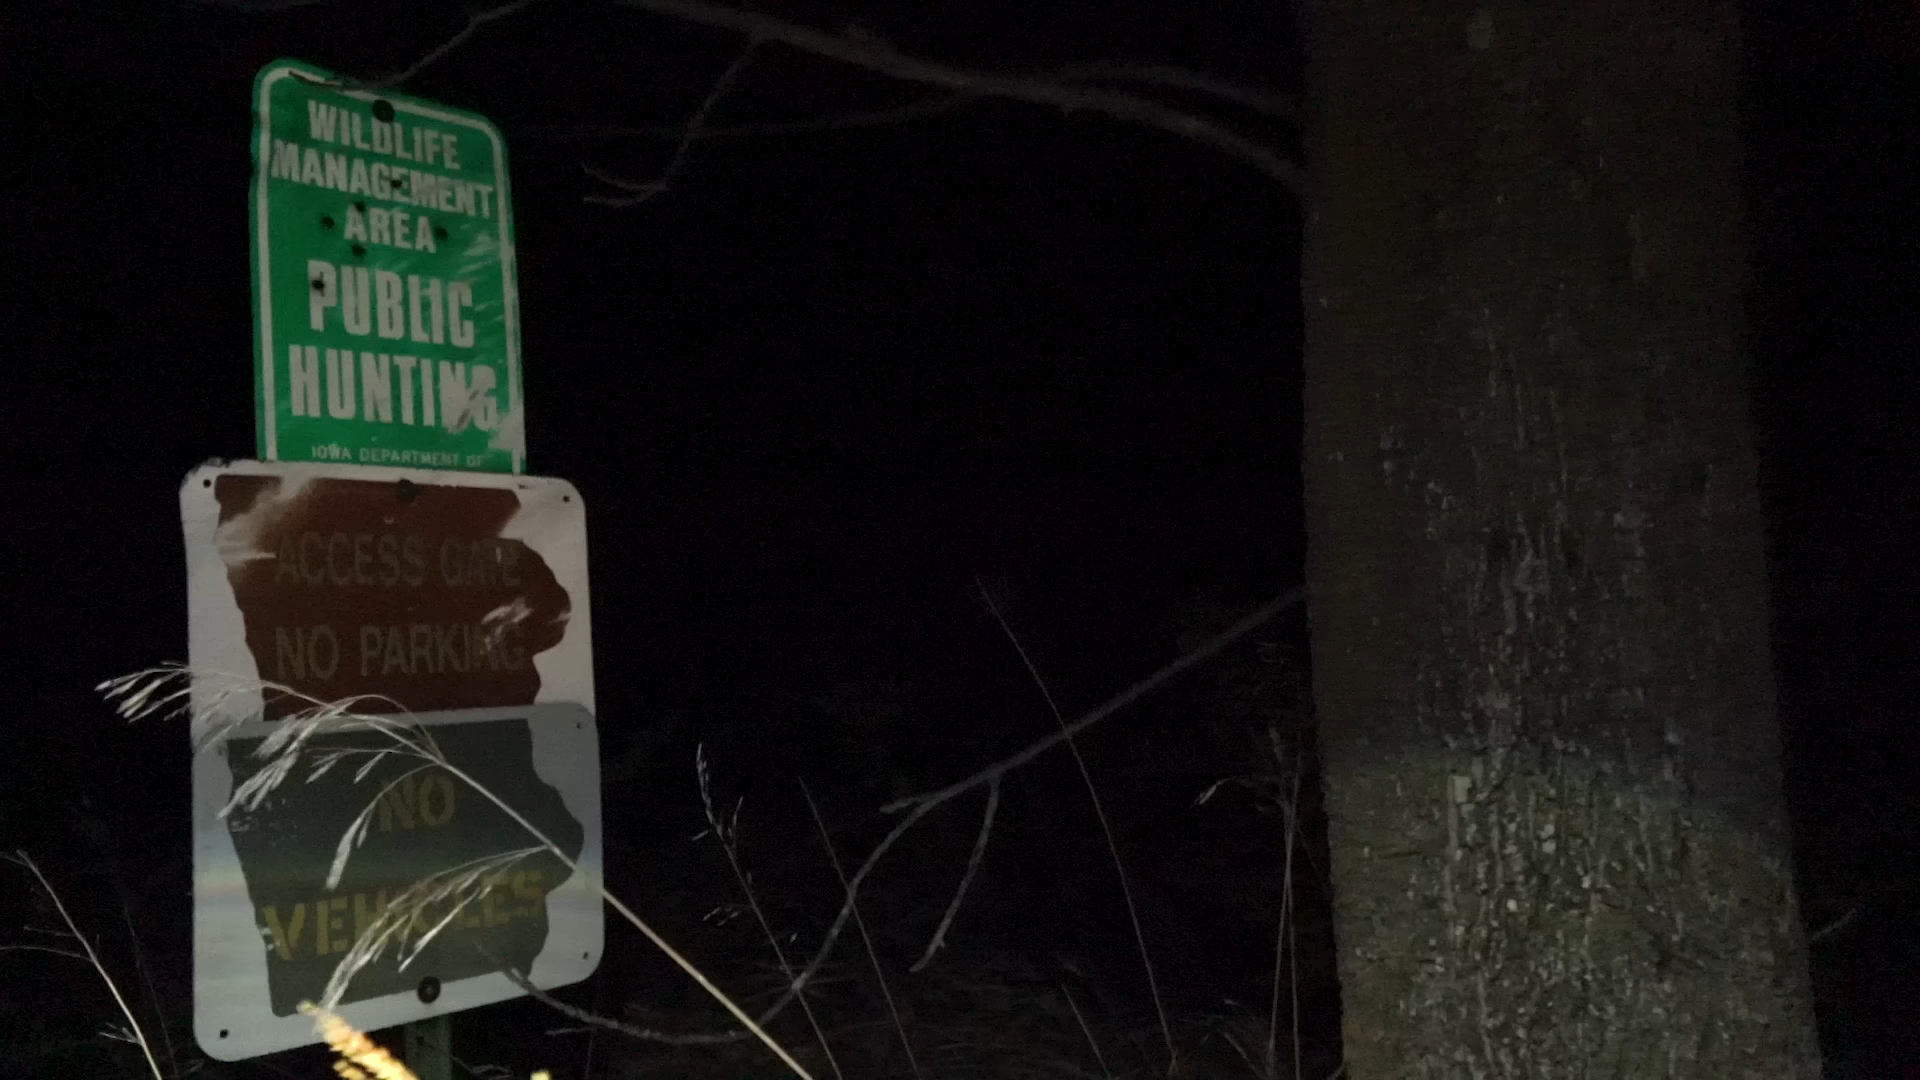 WILDLIFE
MANAGEMENT
AREA
PUBLIC
HUNTING
IOWA DEPARTMENT OF
ACCESS GATE
NO PARKING
NO
VEHICLES